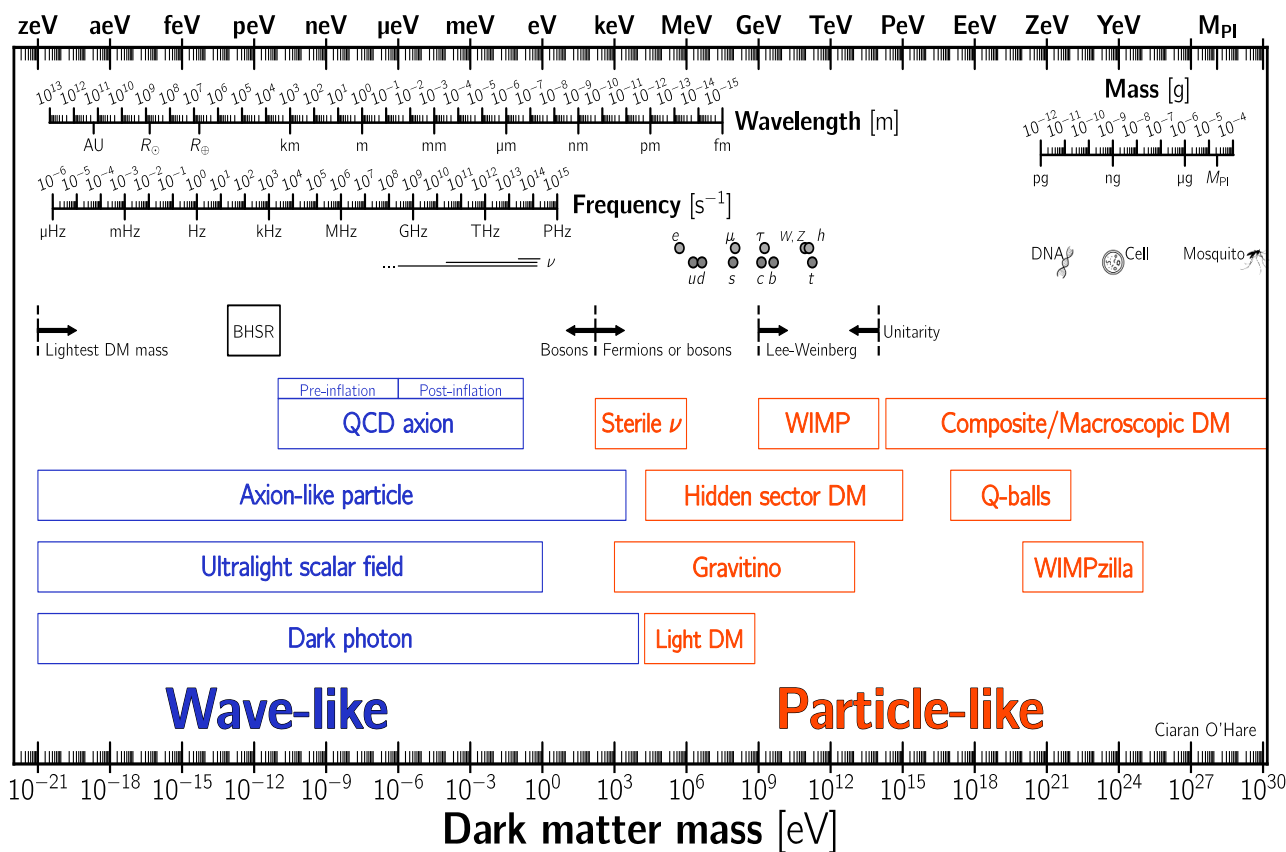 zeV aeV feV peV neV µeV meV eV keV MeV GeV TeV PeV EeV ZeV YeV M_Pl
10^13 10^12 10^11 10^10 10^9 10^8 10^7 10^6 10^5 10^4 10^3 10^2 10^1 10^0 10^-1 10^-2 10^-3 10^-4 10^-5 10^-6 10^-7 10^-8 10^-9 10^-10 10^-11 10^-12 10^-13 10^-14 10^-15
Wavelength [m]
AU R_☉ R_⊕ km m mm µm nm pm fm
Mass [g]
10^-12 10^-11 10^-10 10^-9 10^-8 10^-7 10^-6 10^-5 10^-4
pg ng µg M_Pl
10^-6 10^-5 10^-4 10^-3 10^-2 10^-1 10^0 10^1 10^2 10^3 10^4 10^5 10^6 10^7 10^8 10^9 10^10 10^11 10^12 10^13 10^14 10^15
Frequency [s^-1]
µHz mHz Hz kHz MHz GHz THz PHz
e µ τ W, Z h
... ν
u d s c b t
DNA Cell Mosquito
BHSR
Lightest DM mass
Bosons
Fermions or bosons
Lee-Weinberg
Unitarity
Pre-inflation Post-inflation
QCD axion
Sterile ν
WIMP
Composite/Macroscopic DM
Axion-like particle
Hidden sector DM
Q-balls
Ultralight scalar field
Gravitino
WIMPzilla
Dark photon
Light DM
Wave-like
Particle-like
Ciaran O'Hare
10^-21 10^-18 10^-15 10^-12 10^-9 10^-6 10^-3 10^0 10^3 10^6 10^9 10^12 10^15 10^18 10^21 10^24 10^27 10^30
Dark matter mass [eV]